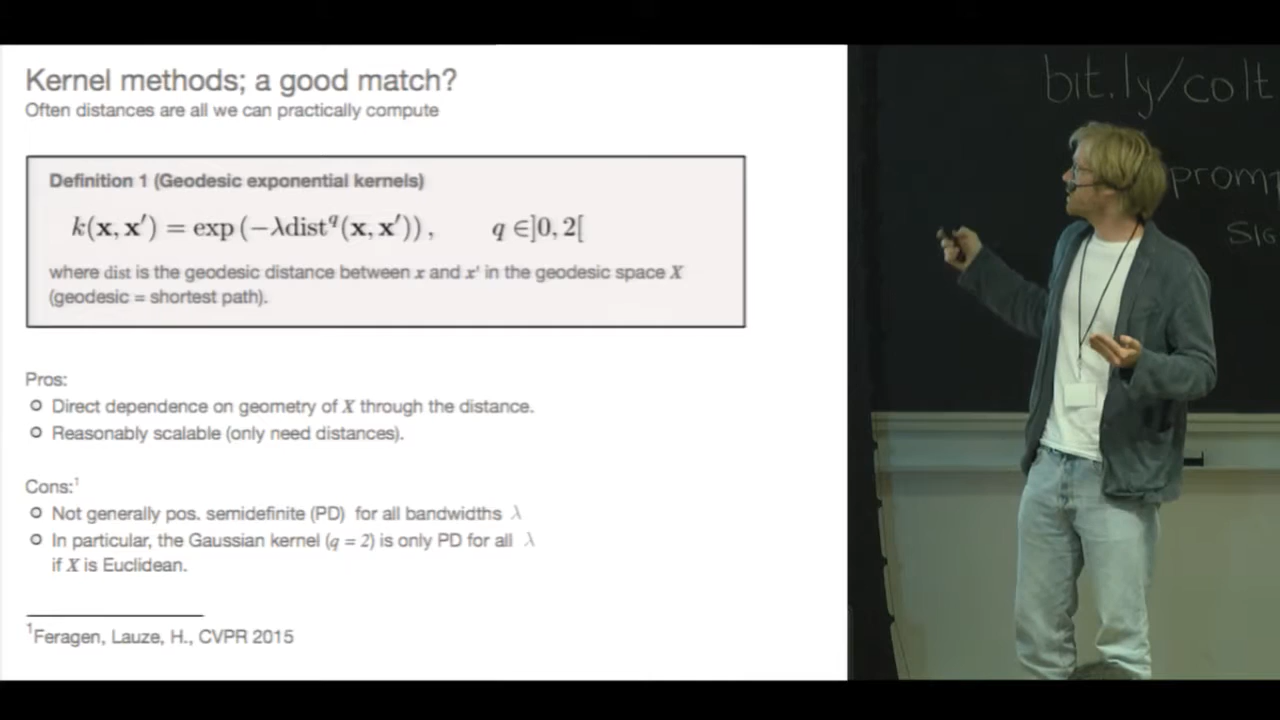 Kernel methods; a good match?
Often distances are all we can practically compute
Definition 1 (Geodesic exponential kernels)
k(x, x′) = exp (−λdist^q(x, x′)) , q ∈]0, 2[
where dist is the geodesic distance between x and x' in the geodesic space X
(geodesic = shortest path).
Pros:
Direct dependence on geometry of X through the distance.
Reasonably scalable (only need distances).
Cons:¹
Not generally pos. semidefinite (PD) for all bandwidths λ
In particular, the Gaussian kernel (q = 2) is only PD for all λ
if X is Euclidean.
¹Feragen, Lauze, H., CVPR 2015
bit.ly/colt